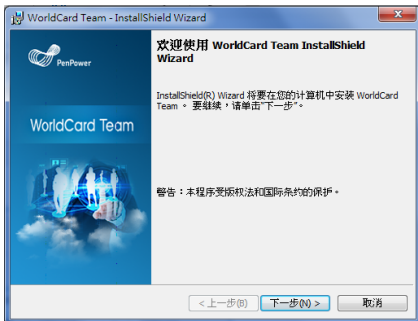 WorldCard Team - InstallShield Wizard
PenPower
WorldCard Team
欢迎使用 WorldCard Team InstallShield
Wizard
InstallShield(R) Wizard 将要在您的计算机中安装 WorldCard
Team。 要继续,请单击"下一步"。
警告:本程序受版权法和国际条约的保护。
< 上一步(B)
下一步(N) >
取消